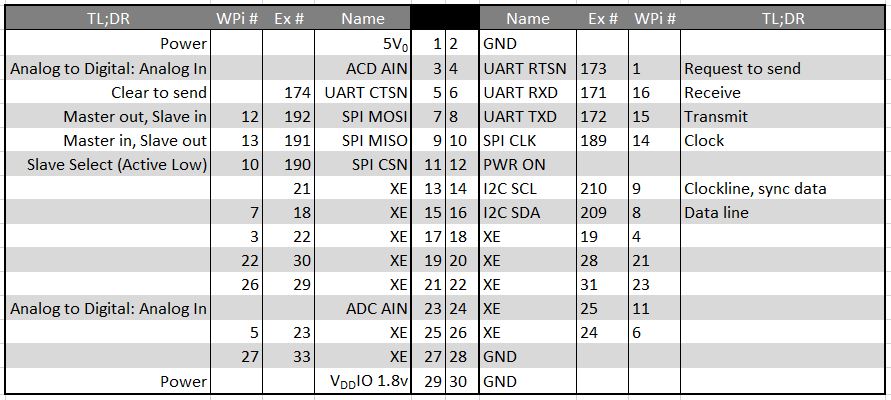 TL;DR WPi # Ex # Name Name Ex # WPi # TL;DR
Power 5V₀ 1 2 GND
Analog to Digital: Analog In ACD AIN 3 4 UART RTSN 173 1 Request to send
Clear to send 174 UART CTSN 5 6 UART RXD 171 16 Receive
Master out, Slave in 12 192 SPI MOSI 7 8 UART TXD 172 15 Transmit
Master in, Slave out 13 191 SPI MISO 9 10 SPI CLK 189 14 Clock
Slave Select (Active Low) 10 190 SPI CSN 11 12 PWR ON
21 XE 13 14 I2C SCL 210 9 Clockline, sync data
7 18 XE 15 16 I2C SDA 209 8 Data line
3 22 XE 17 18 XE 19 4
22 30 XE 19 20 XE 28 21
26 29 XE 21 22 XE 31 23
Analog to Digital: Analog In ADC AIN 23 24 XE 25 11
5 23 XE 25 26 XE 24 6
27 33 XE 27 28 GND
Power V_DDIO 1.8v 29 30 GND